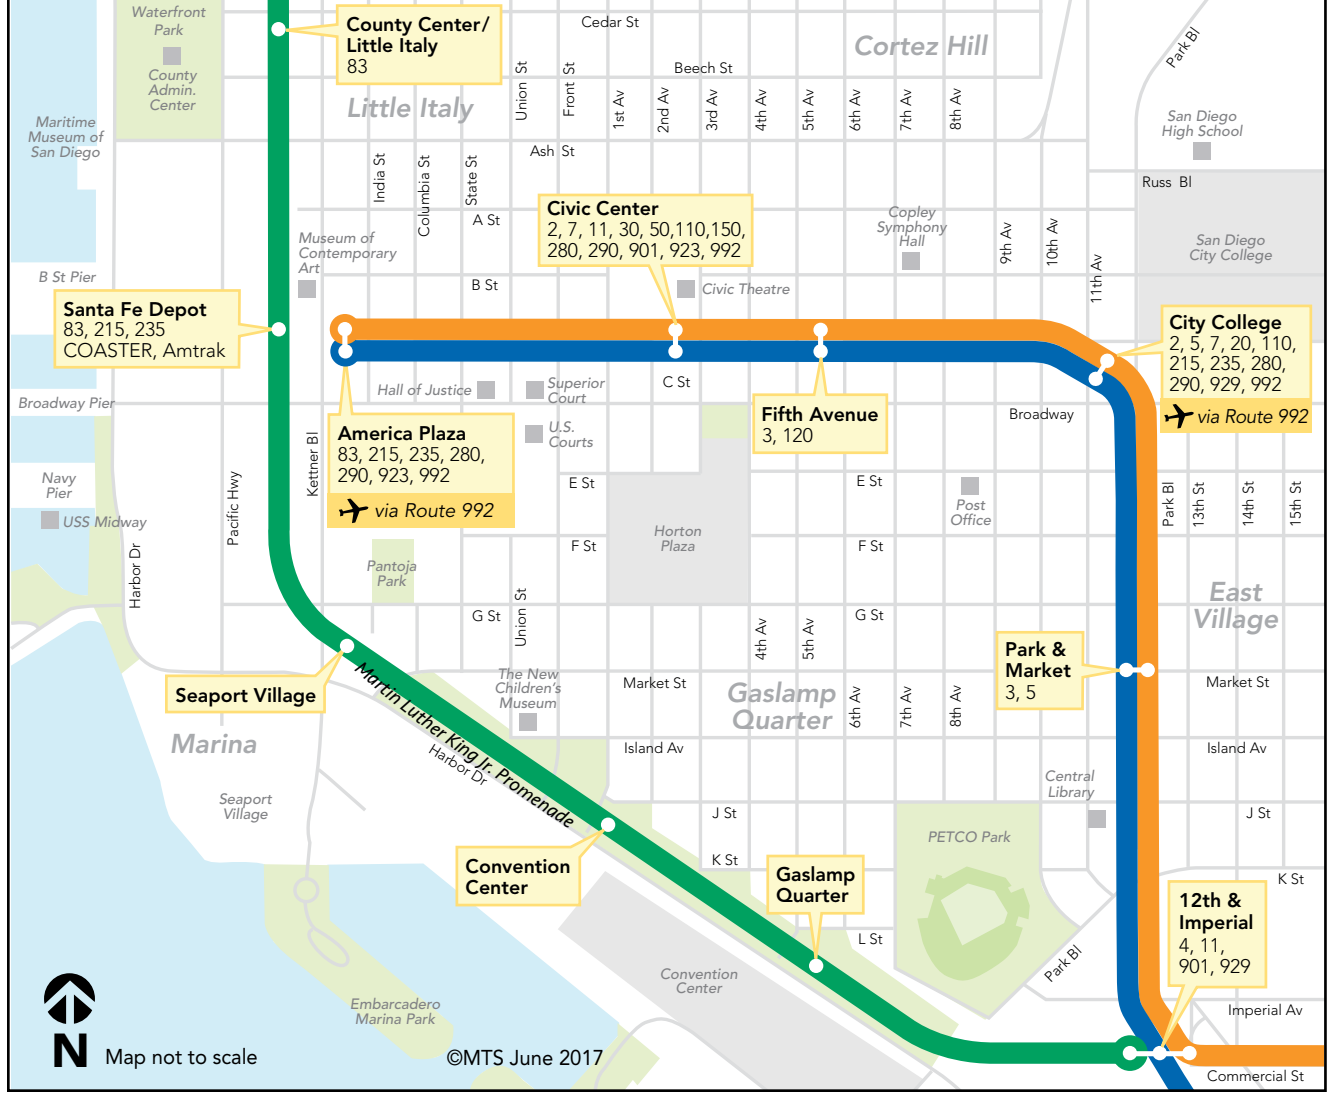 Waterfront
Park
County
Admin.
Center
County Center/
Little Italy
83
Cedar St
Cortez Hill
Park Bl
Beech St
Little Italy
Union St
Front St
1st Av
2nd Av
3rd Av
4th Av
5th Av
6th Av
7th Av
8th Av
Maritime
Museum of
San Diego
San Diego
High School
Ash St
India St
Columbia St
State St
Russ Bl
A St
Civic Center
2, 7, 11, 30, 50,110,150,
280, 290, 901, 923, 992
Copley
Symphony
Hall
9th Av
10th Av
11th Av
San Diego
City College
Museum of
Contemporary
Art
B St Pier
B St
Civic Theatre
Santa Fe Depot
83, 215, 235
COASTER, Amtrak
City College
2, 5, 7, 20, 110,
215, 235, 280,
290, 929, 992
via Route 992
Hall of Justice
Superior
Court
C St
Broadway Pier
Fifth Avenue
3, 120
Broadway
America Plaza
83, 215, 235, 280,
290, 923, 992
via Route 992
U.S.
Courts
Kettner Bl
Pacific Hwy
Navy
Pier
USS Midway
E St
E St
Post
Office
Park Bl
13th St
14th St
15th St
Horton
Plaza
Harbor Dr
F St
F St
Pantoja
Park
East
Village
Union St
G St
G St
4th Av
5th Av
Park &
Market
3, 5
Seaport Village
Martin Luther King Jr. Promenade
The New
Children's
Museum
Market St
Gaslamp
Quarter
6th Av
7th Av
8th Av
Market St
Marina
Harbor Dr
Island Av
Island Av
Seaport
Village
Central
Library
J St
J St
PETCO Park
Convention
Center
K St
Gaslamp
Quarter
K St
12th &
Imperial
4, 11,
901, 929
L St
Park Bl
Convention
Center
Embarcadero
Marina Park
Imperial Av
N
Map not to scale
©MTS June 2017
Commercial St